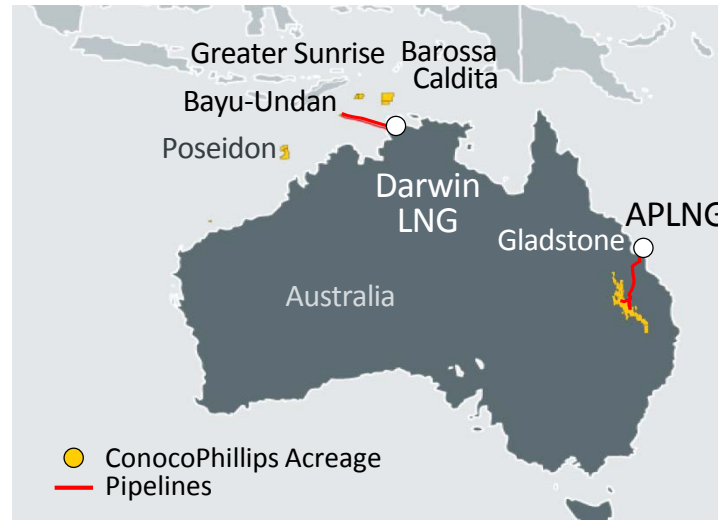 Greater Sunrise
Barossa
Caldita
Bayu-Undan
Poseidon
Darwin
LNG
APLNG
Gladstone
Australia
ConocoPhillips Acreage
Pipelines